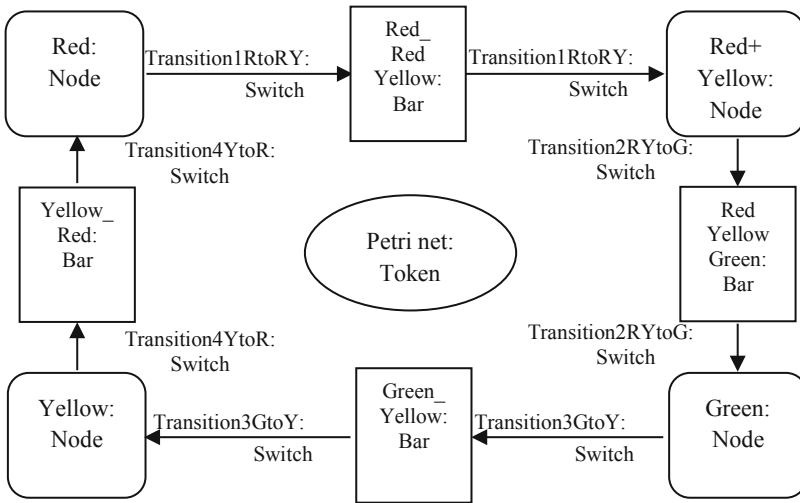 Red:
Node
Transition1RtoRY:
Switch
Red_
Red
Yellow:
Bar
Transition1RtoRY:
Switch
Red+
Yellow:
Node
Transition4YtoR:
Switch
Transition2RYtoG:
Switch
Yellow_
Red:
Bar
Petri net:
Token
Red
Yellow
Green:
Bar
Transition4YtoR:
Switch
Transition2RYtoG:
Switch
Yellow:
Node
Transition3GtoY:
Switch
Green_
Yellow:
Bar
Transition3GtoY:
Switch
Green:
Node